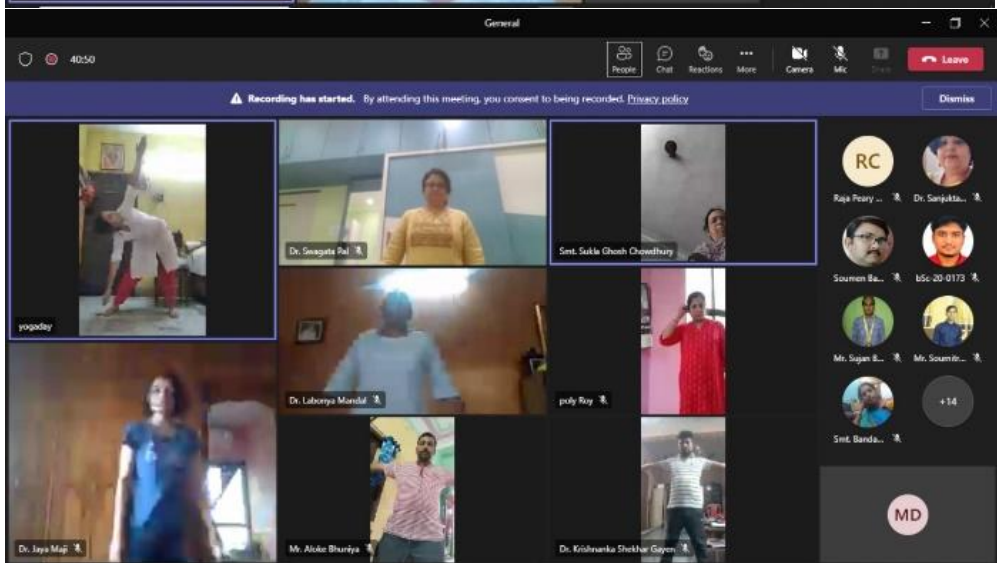 General
40:50
People Chat Reactions More Camera Mic Share Leave
Recording has started. By attending this meeting, you consent to being recorded. Privacy policy
Dismiss
yogaday
Dr. Swagata Pal
Smt. Sukla Ghosh Chowdhury
Dr. Labonya Mandal
poly Roy
Dr. Jaya Maji
Mr. Aloke Bhuniya
Dr. Krishnanka Shekhar Gayen
RC
Raja Peary ...
Dr. Sanjukta...
Soumen Ba...
bSc-20-0173
Mr. Sujan B...
Mr. Soumitr...
Smt. Banda...
+14
MD